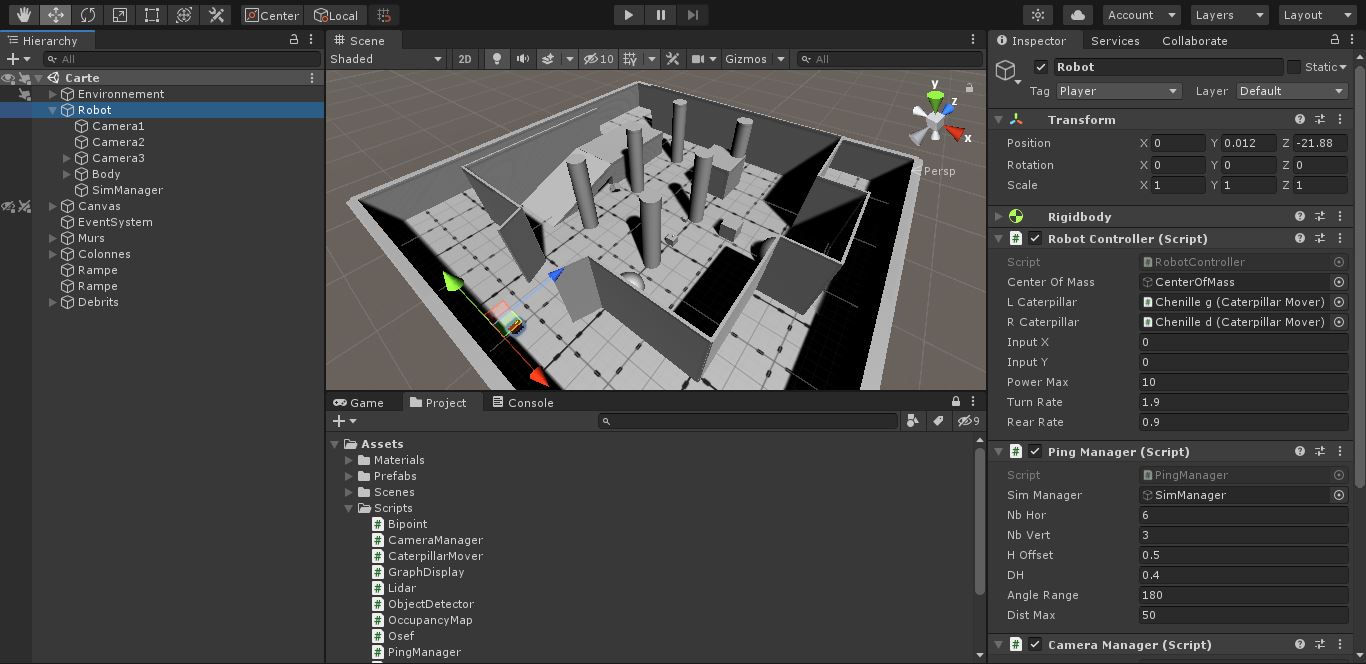 Center Local Account Layers Layout
Hierarchy
All
Carte
Environnement
Robot
Camera1
Camera2
Camera3
Body
SimManager
Canvas
EventSystem
Murs
Colonnes
Rampe
Rampe
Debrits
Scene
Shaded 2D 10 Gizmos All
y
z
x
Persp
Game Project Console
9
Assets
Materials
Prefabs
Scenes
Scripts
Bipoint
CameraManager
CaterpillarMover
GraphDisplay
Lidar
ObjectDetector
OccupancyMap
Osef
PingManager
Inspector Services Collaborate
Robot Static
Tag Player Layer Default
Transform
Position X 0 Y 0.012 Z -21.88
Rotation X 0 Y 0 Z 0
Scale X 1 Y 1 Z 1
Rigidbody
# Robot Controller (Script)
Script RobotController
Center Of Mass CenterOfMass
L Caterpillar Chenille g (Caterpillar Mover)
R Caterpillar Chenille d (Caterpillar Mover)
Input X 0
Input Y 0
Power Max 10
Turn Rate 1.9
Rear Rate 0.9
# Ping Manager (Script)
Script PingManager
Sim Manager SimManager
Nb Hor 6
Nb Vert 3
H Offset 0.5
DH 0.4
Angle Range 180
Dist Max 50
# Camera Manager (Script)